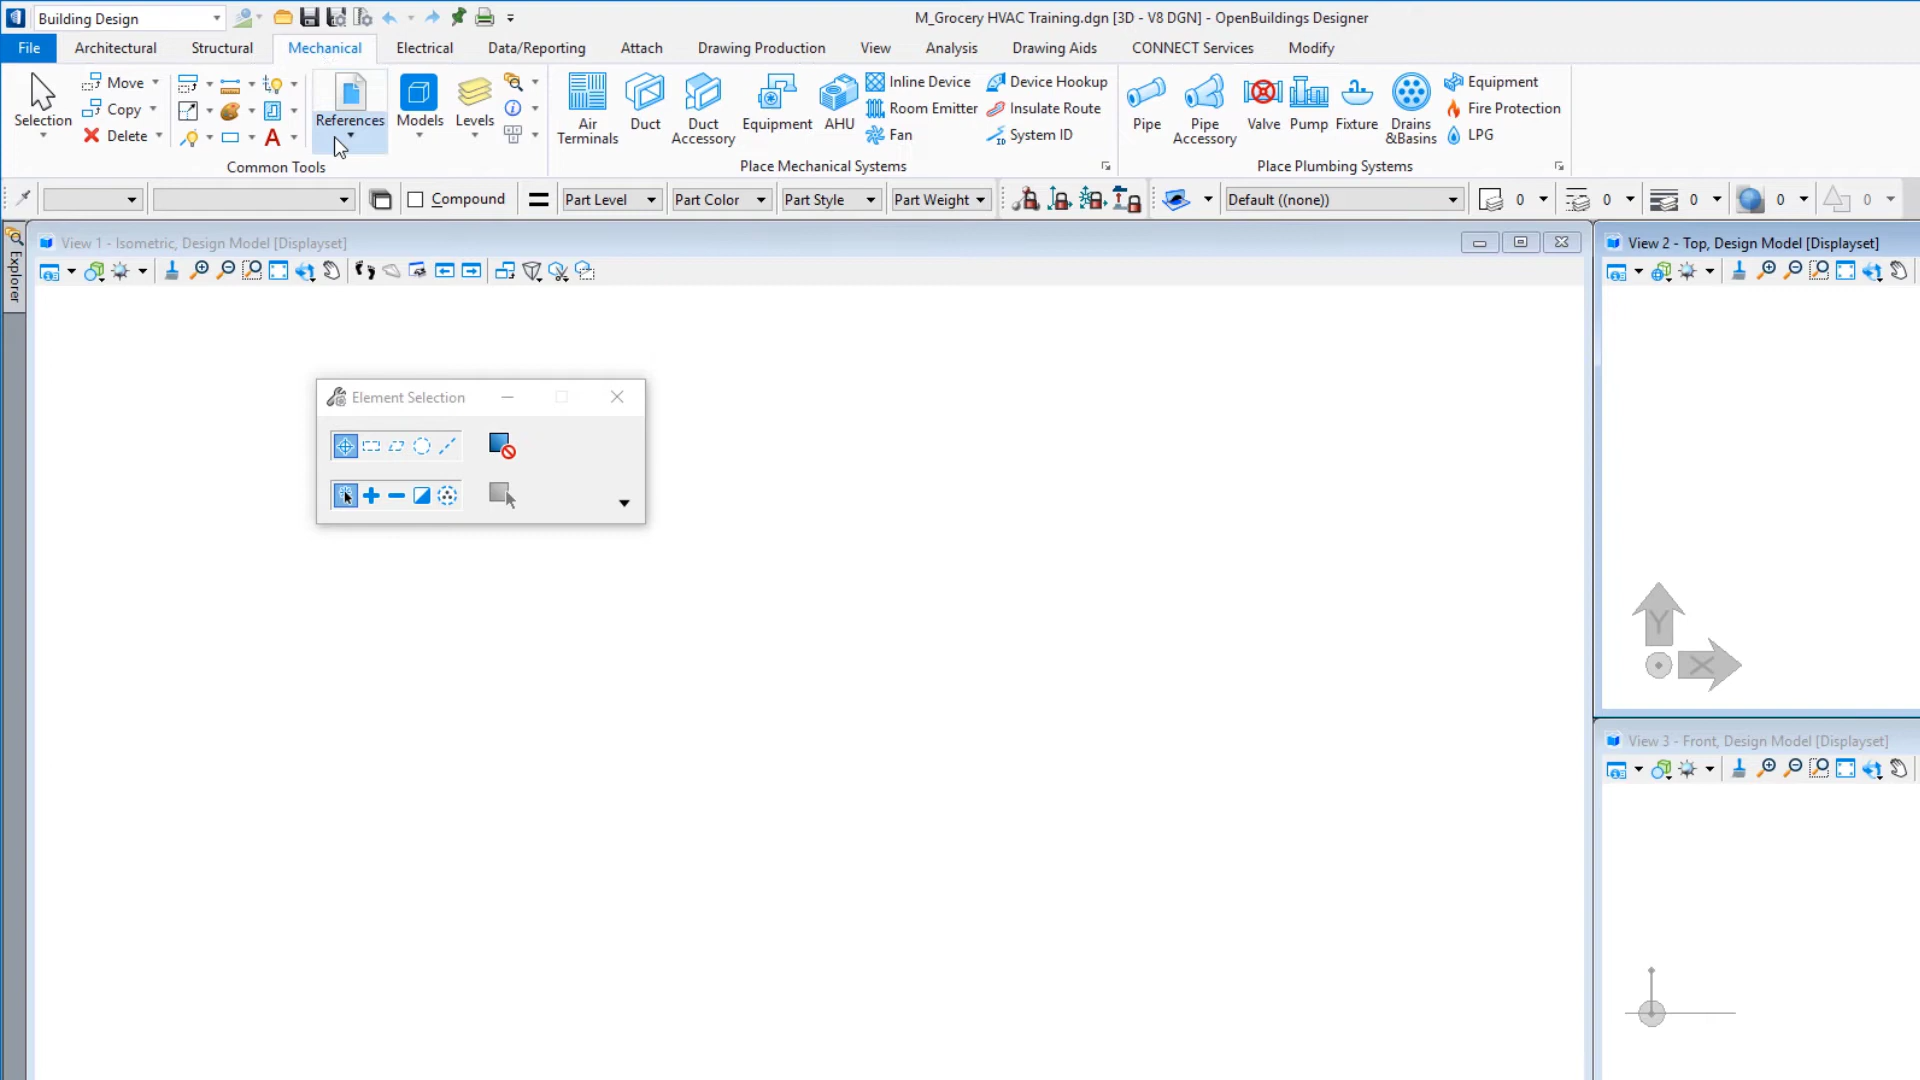 Building Design
M_Grocery HVAC Training.dgn [3D - V8 DGN] - OpenBuildings Designer
File Architectural Structural Mechanical Electrical Data/Reporting Attach Drawing Production View Analysis Drawing Aids CONNECT Services Modify
Selection
Move
Copy
Delete
References
Models
Levels
Common Tools
Air Terminals
Duct
Duct Accessory
Equipment
AHU
Inline Device
Room Emitter
Fan
Device Hookup
Insulate Route
System ID
Place Mechanical Systems
Pipe
Pipe Accessory
Valve
Pump
Fixture
Drains &Basins
Equipment
Fire Protection
LPG
Place Plumbing Systems
Compound
Part Level
Part Color
Part Style
Part Weight
Default ((none))
0
0
0
0
0
Explorer
View 1 - Isometric, Design Model [Displayset]
View 2 - Top, Design Model [Displayset]
Element Selection
Y
X
View 3 - Front, Design Model [Displayset]